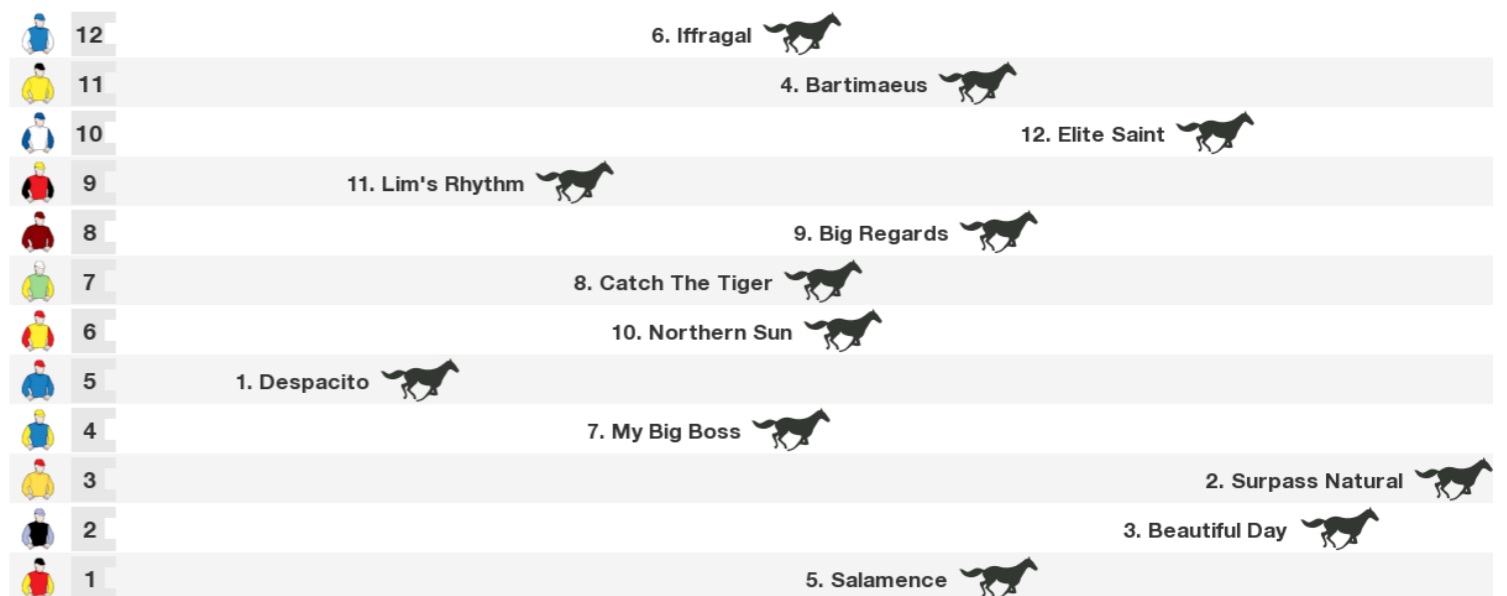 12 6. Iffragal
11 4. Bartimaeus
10 12. Elite Saint
9 11. Lim's Rhythm
8 9. Big Regards
7 8. Catch The Tiger
6 10. Northern Sun
5 1. Despacito
4 7. My Big Boss
3 2. Surpass Natural
2 3. Beautiful Day
1 5. Salamence